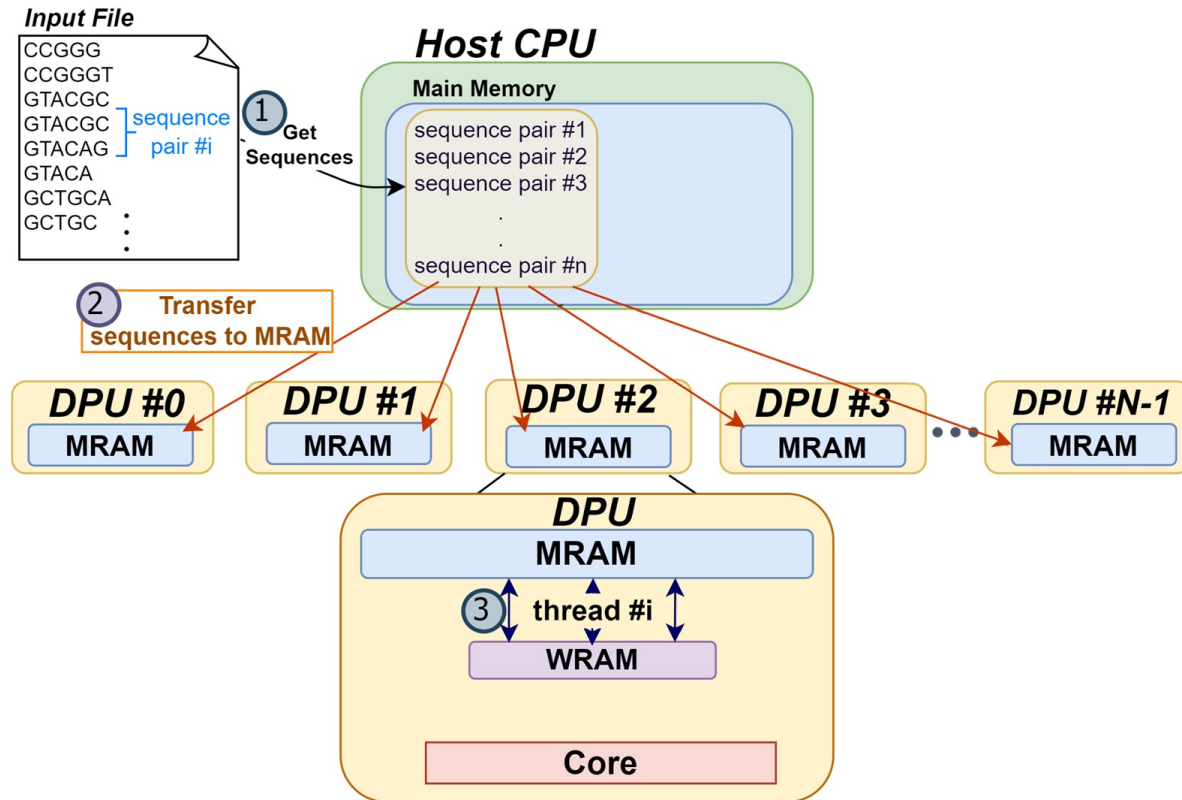 Input File
CCGGG
CCGGGT
GTACGC
GTACGC
GTACAG
GTACA
GCTGCA
GCTGC
sequence
pair #i
1
Get
Sequences
Host CPU
Main Memory
sequence pair #1
sequence pair #2
sequence pair #3
.
.
sequence pair #n
2
Transfer
sequences to MRAM
DPU #0
MRAM
DPU #1
MRAM
DPU #2
MRAM
DPU #3
MRAM
DPU #N-1
MRAM
DPU
MRAM
3
thread #i
WRAM
Core